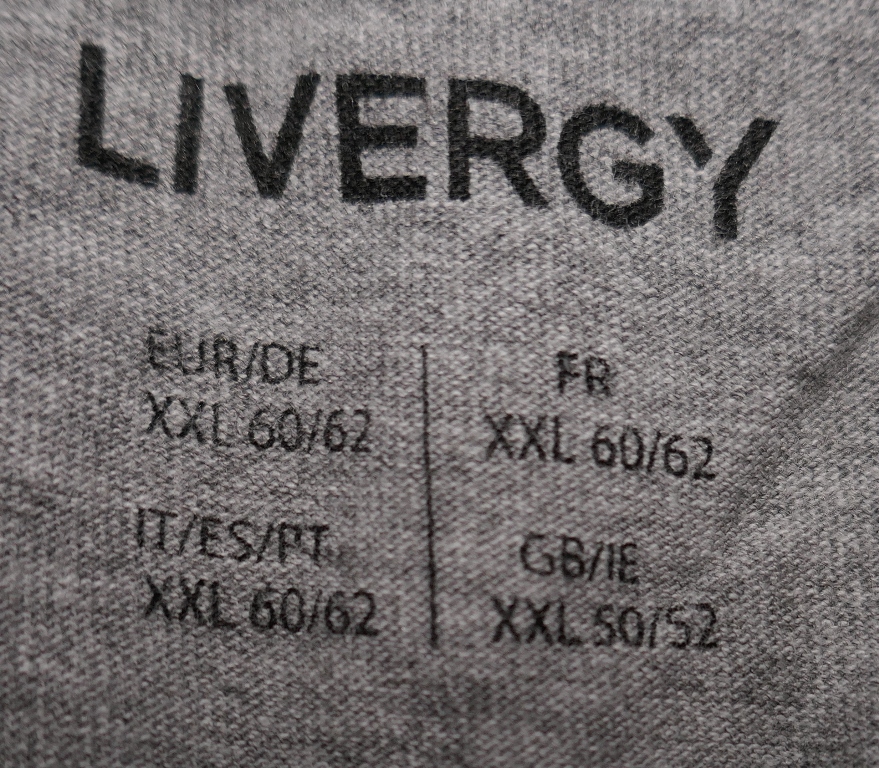 LIVERGY
EUR/DE
XXL 60/62
FR
XXL 60/62
IT/ES/PT
XXL 60/62
GB/IE
XXL 50/52